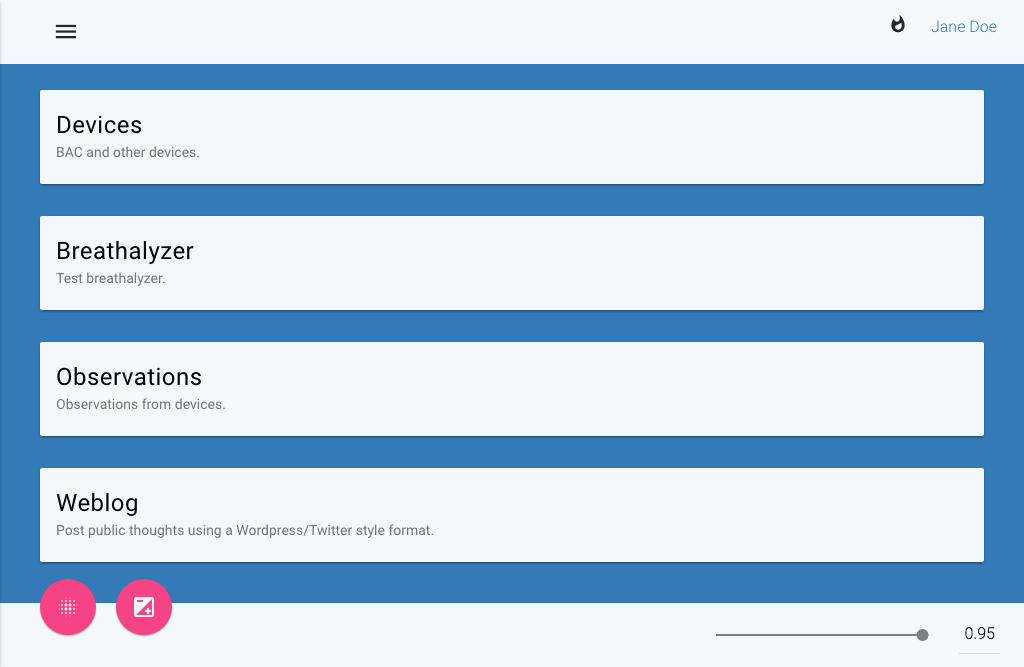 Jane Doe
Devices
BAC and other devices.
Breathalyzer
Test breathalyzer.
Observations
Observations from devices.
Weblog
Post public thoughts using a Wordpress/Twitter style format.
0.95